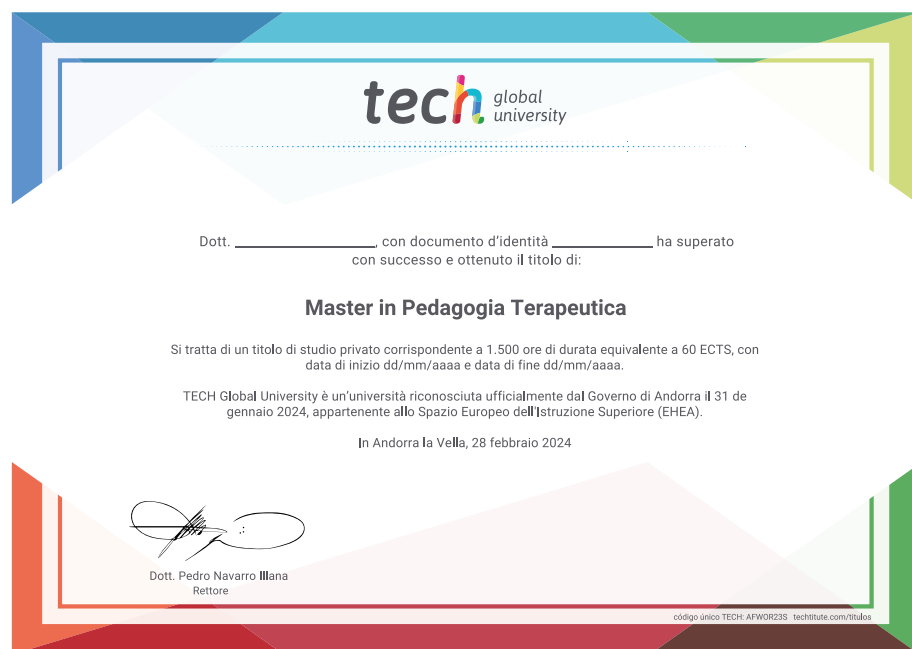 tech global
university
Dott. ____________________, con documento d'identità ______________ ha superato
con successo e ottenuto il titolo di:
Master in Pedagogia Terapeutica
Si tratta di un titolo di studio privato corrispondente a 1.500 ore di durata equivalente a 60 ECTS, con
data di inizio dd/mm/aaaa e data di fine dd/mm/aaaa.
TECH Global University è un'università riconosciuta ufficialmente dal Governo di Andorra il 31 de
gennaio 2024, appartenente allo Spazio Europeo dell'Istruzione Superiore (EHEA).
In Andorra la Vella, 28 febbraio 2024
Dott. Pedro Navarro Illana
Rettore
código único TECH: AFWOR23S techtitute.com/titulos